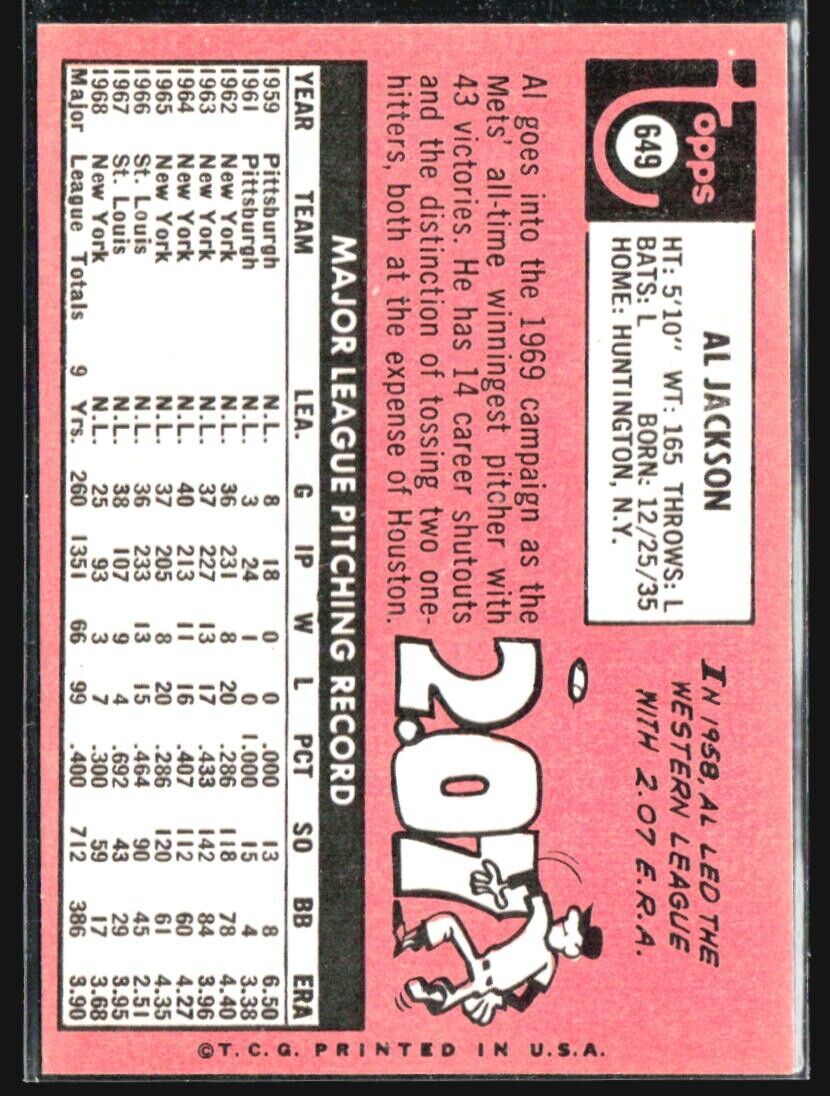 Topps
649
AL JACKSON
HT: 5'10" WT: 165 THROWS: L
BATS: L BORN: 12/25/35
HOME: HUNTINGTON, N.Y.
IN 1958, AL LED THE
WESTERN LEAGUE
WITH 2.07 E.R.A.
Al goes into the 1969 campaign as the
Mets' all-time winningest pitcher with
43 victories. He has 14 career shutouts
and the distinction of tossing two one-
hitters, both at the expense of Houston.
2.07
MAJOR LEAGUE PITCHING RECORD
YEAR TEAM LEA. G IP W L PCT SO BB ERA
1959 Pittsburgh N.L. 8 18 0 0 .000 13 8 6.50
1961 Pittsburgh N.L. 3 24 1 0 1.000 15 4 3.38
1962 New York N.L. 36 231 8 20 .286 118 78 4.40
1963 New York N.L. 37 227 13 17 .433 142 84 3.96
1964 New York N.L. 40 213 11 16 .407 112 60 4.27
1965 New York N.L. 37 205 8 20 .286 120 61 4.35
1966 St. Louis N.L. 36 233 13 15 .464 90 45 2.51
1967 St. Louis N.L. 38 107 9 4 .692 43 29 3.95
1968 New York N.L. 25 93 3 7 .300 59 17 3.68
Major League Totals 9 Yrs. 260 1351 66 99 .400 712 386 3.90
©T.C.G. PRINTED IN U.S.A.